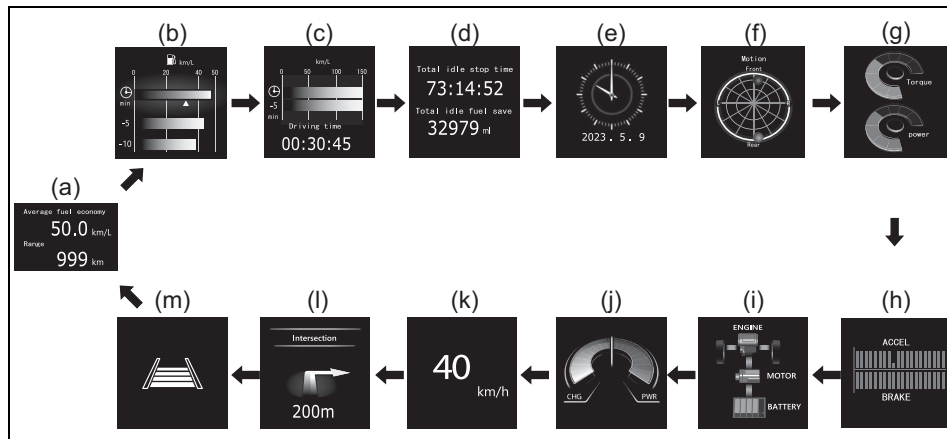 (b)
km/L
0 20 40 50
min
-5
-10
(c)
km/L
0 50 100 150
-5
min
Driving time
00:30:45
(d)
Total idle stop time
73:14:52
Total idle fuel save
32979 ml
(e)
2023. 5. 9
(f)
Motion
Front
L
R
Rear
(g)
Torque
power
(a)
Average fuel economy
50.0 km/L
Range
999 km
(m)
(l)
Intersection
200m
(k)
40
km/h
(j)
CHG PWR
(i)
ENGINE
MOTOR
BATTERY
(h)
ACCEL
BRAKE